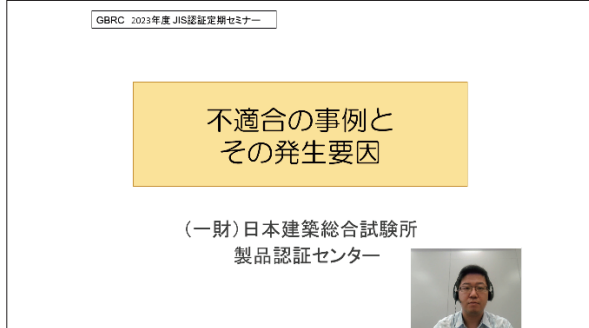 GBRC 2023年度 JIS認証定期セミナー
不適合の事例と
その発生要因
（一財）日本建築総合試験所
製品認証センター